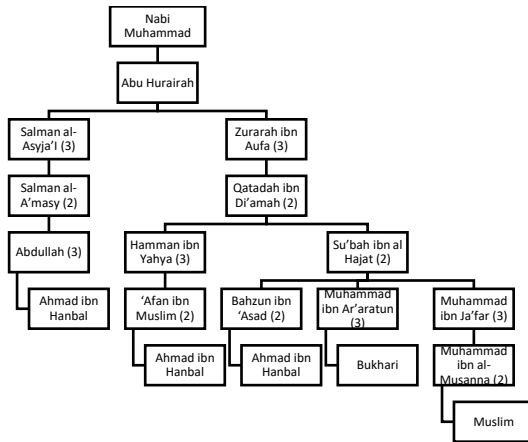 Nabi
Muhammad
Abu Hurairah
Salman al-
Asyja'I (3)
Zurarah ibn
Aufa (3)
Salman al-
A'masy (2)
Qatadah ibn
Di'amah (2)
Abdullah (3)
Hamman ibn
Yahya (3)
Su'bah ibn al
Hajat (2)
Ahmad ibn
Hanbal
'Afan ibn
Muslim (2)
Bahzun ibn
'Asad (2)
Muhammad
ibn Ar'aratun
(3)
Muhammad
ibn Ja'far (3)
Ahmad ibn
Hanbal
Ahmad ibn
Hanbal
Bukhari
Muhammad
ibn al-
Musanna (2)
Muslim